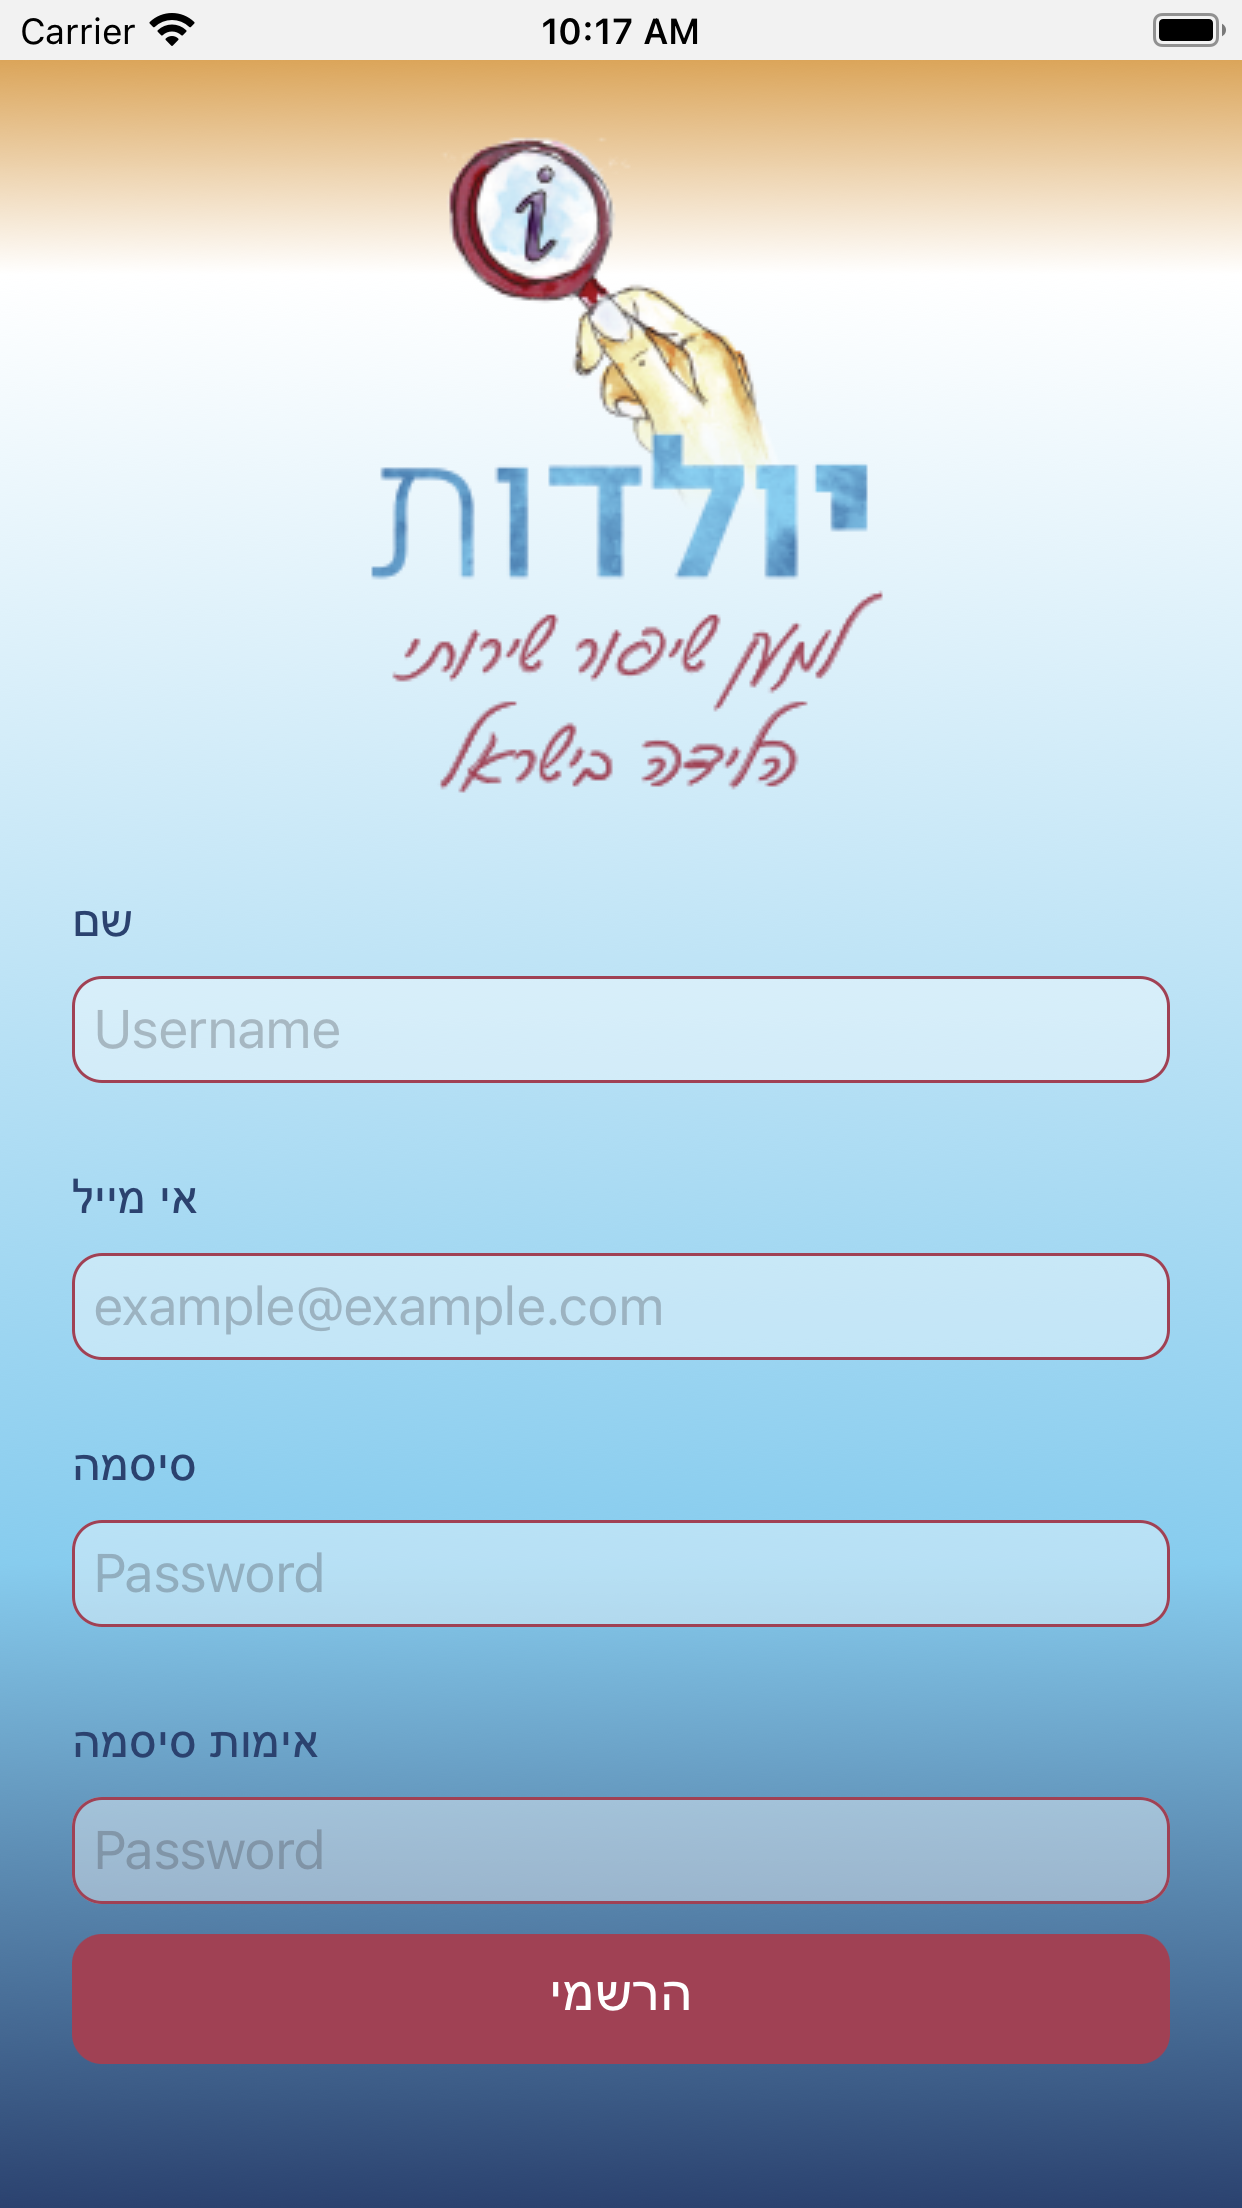 Carrier 10:17 AM
i
יולדות
למען שיפור שירותי
הלידה בישראל
שם
Username
אי מייל
example@example.com
סיסמה
Password
אימות סיסמה
Password
הרשמי